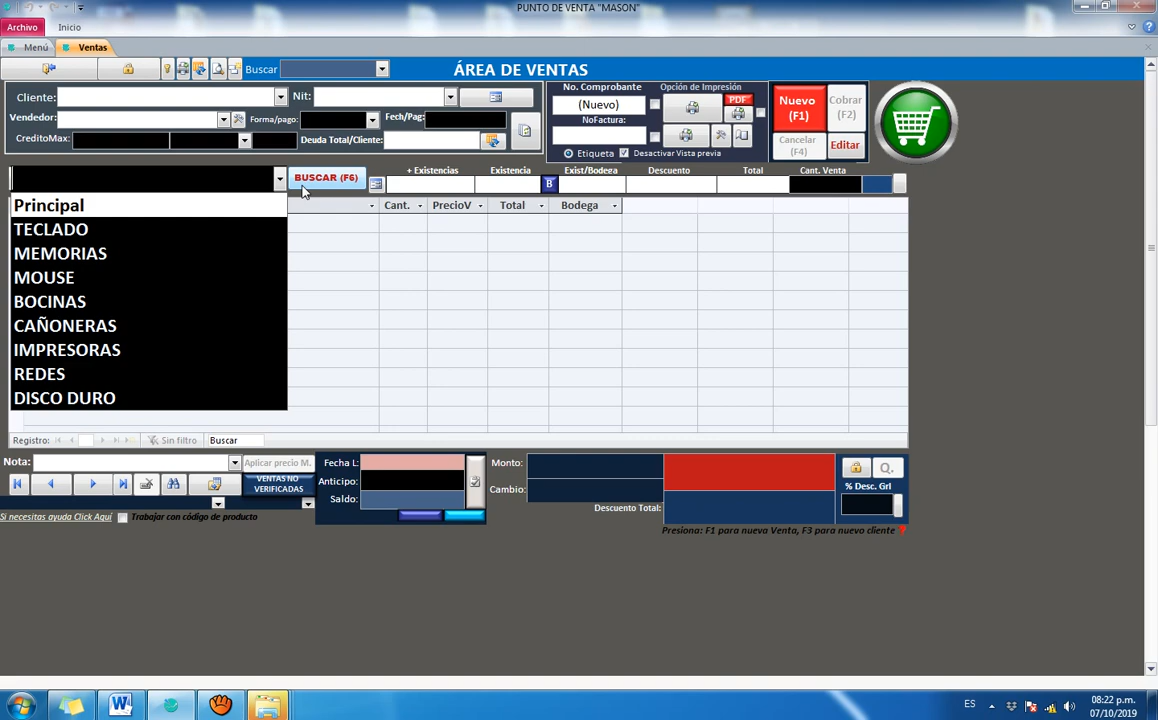 PUNTO DE VENTA "MASON"
Archivo Inicio
Menú Ventas
Buscar ÁREA DE VENTAS
Cliente: Nit:
Vendedor: Forma/pago: Fech/Pag:
CreditoMax: Deuda Total/Cliente:
No. Comprobante Opción de Impresión
(Nuevo) PDF
NoFactura:
Etiqueta Desactivar Vista previa
Nuevo (F1) Cobrar (F2)
Cancelar (F4) Editar
BUSCAR (F6)
+ Existencias Existencia B Exist/Bodega Descuento Total Cant. Venta
Cant. PrecioV Total Bodega
Principal
TECLADO
MEMORIAS
MOUSE
BOCINAS
CAÑONERAS
IMPRESORAS
REDES
DISCO DURO
Registro: Sin filtro Buscar
Nota: Aplicar precio M.
VENTAS NO VERIFICADAS
Fecha L:
Anticipo:
Saldo:
Monto:
Cambio:
Descuento Total:
Q.
% Desc. Grl
Si necesitas ayuda Click Aquí Trabajar con código de producto
Presiona: F1 para nueva Venta, F3 para nuevo cliente ?
ES 08:22 p.m.
07/10/2019